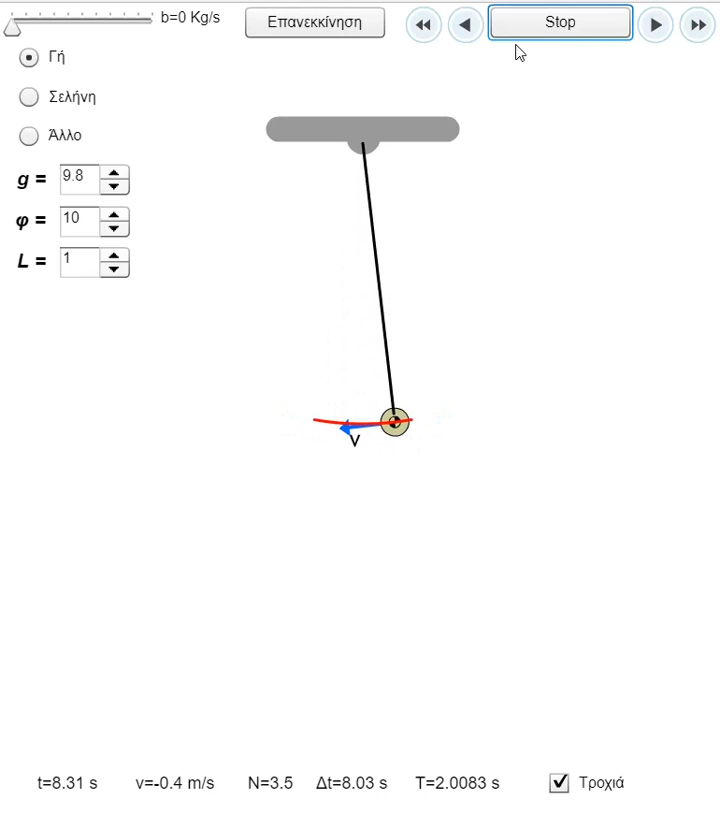 b=0 Kg/s
Επανεκκίνηση
Stop
Γή
Σελήνη
Άλλο
g = 9.8
φ = 10
L = 1
v
t=8.31 s v=-0.4 m/s N=3.5 Δt=8.03 s T=2.0083 s Τροχιά